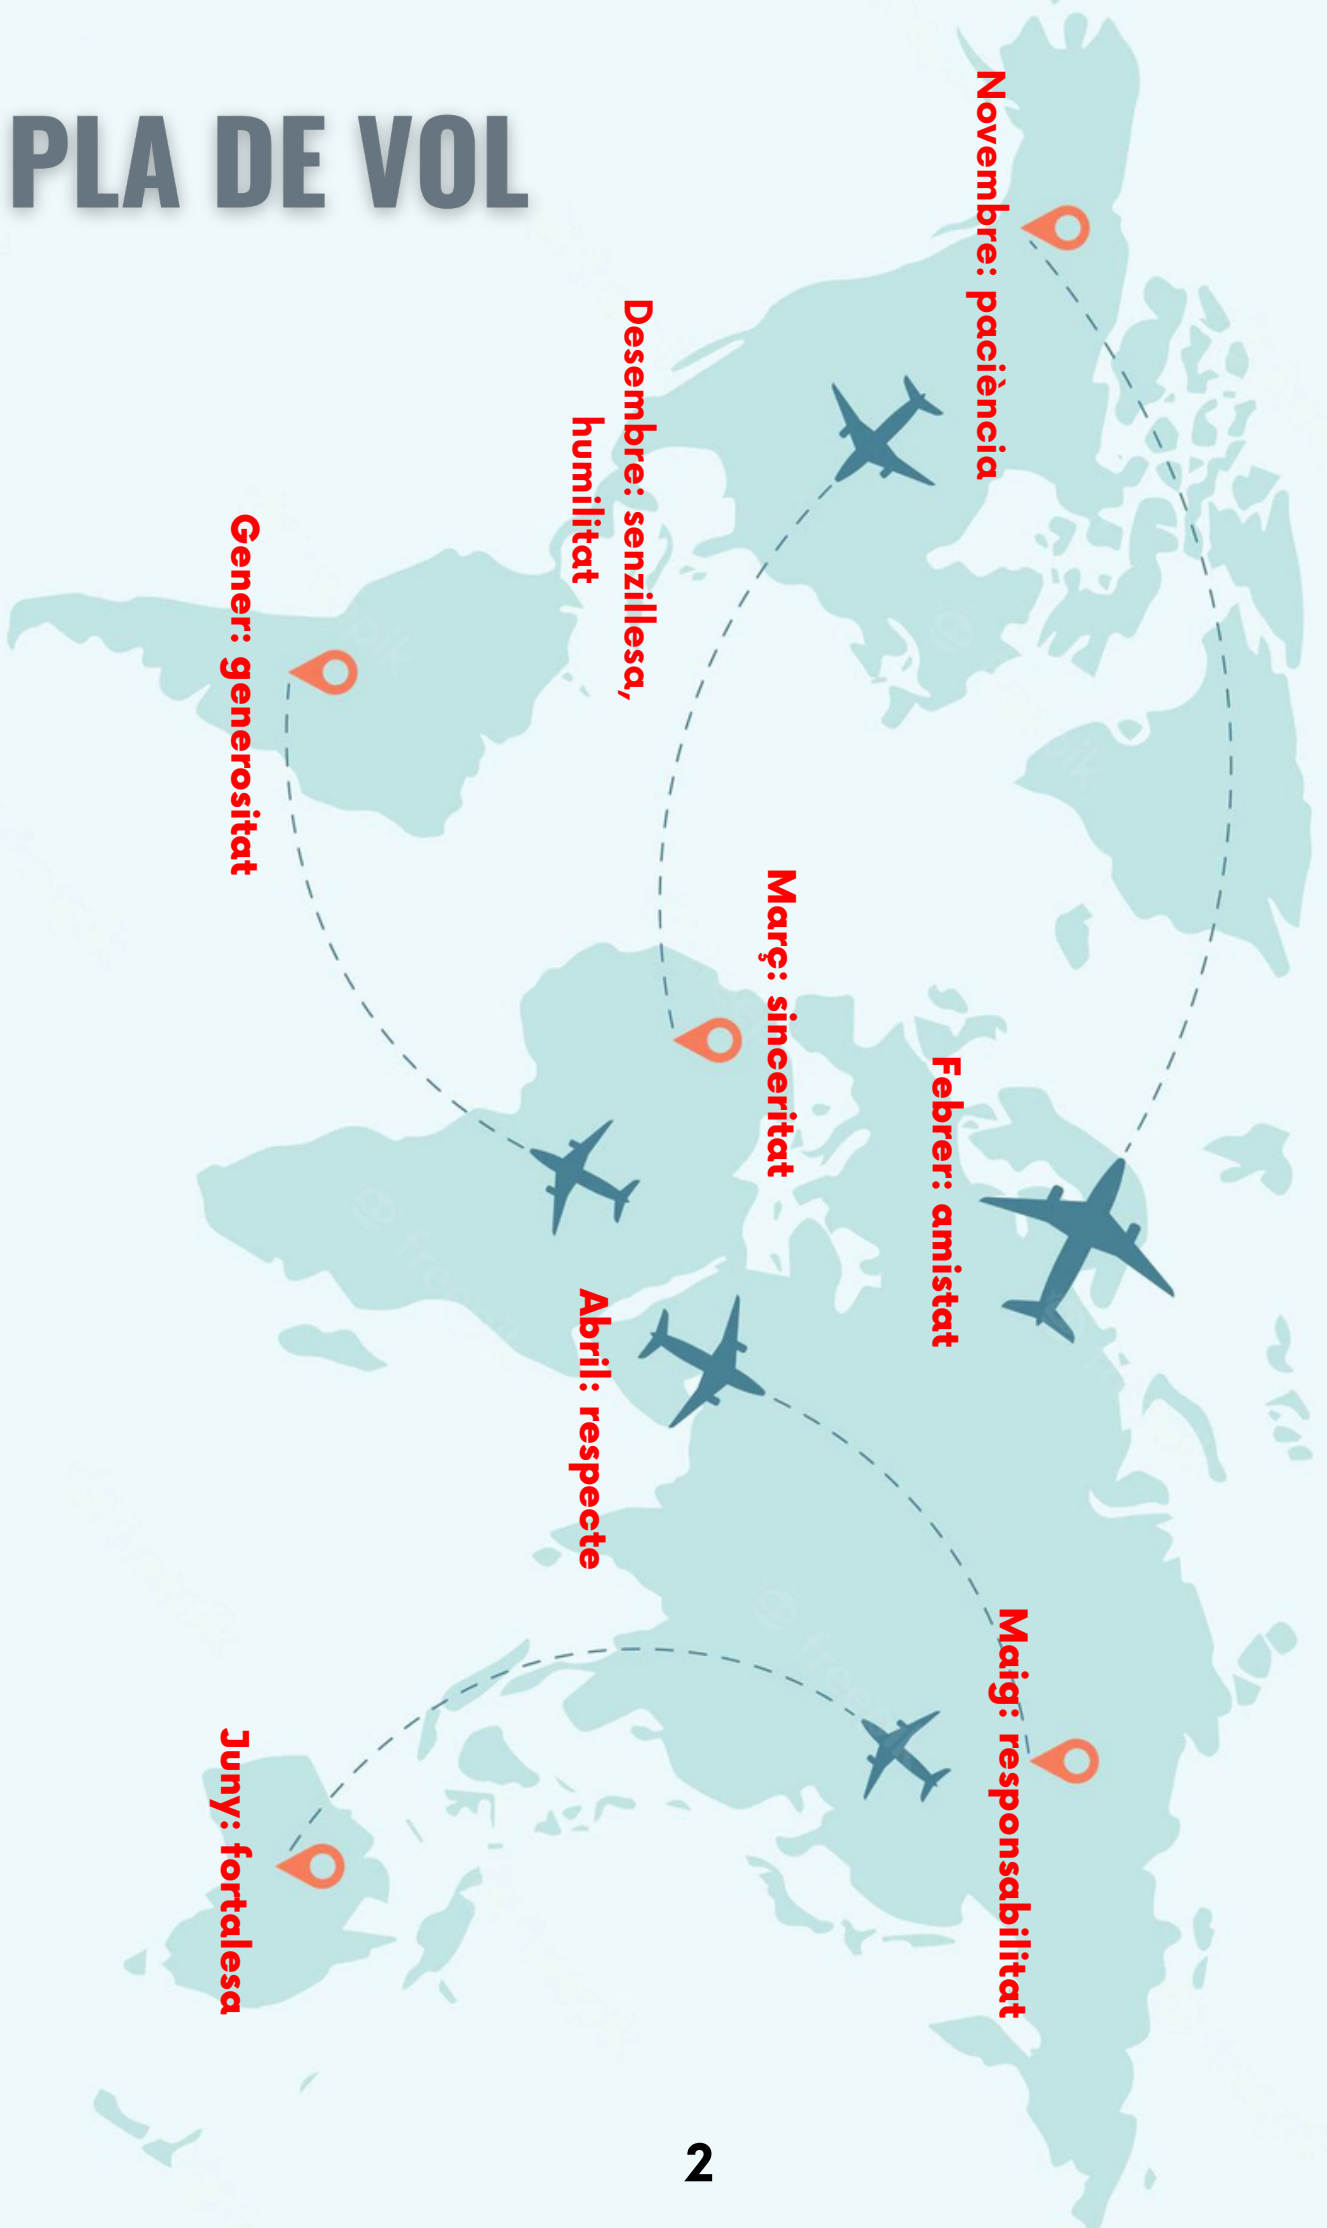 PLA DE VOL
Novembre: paciència
Desembre: senzillesa,
humilitat
Gener: generositat
Febrer: amistat
Març: sinceritat
Abril: respecte
Maig: responsabilitat
Juny: fortalesa
2